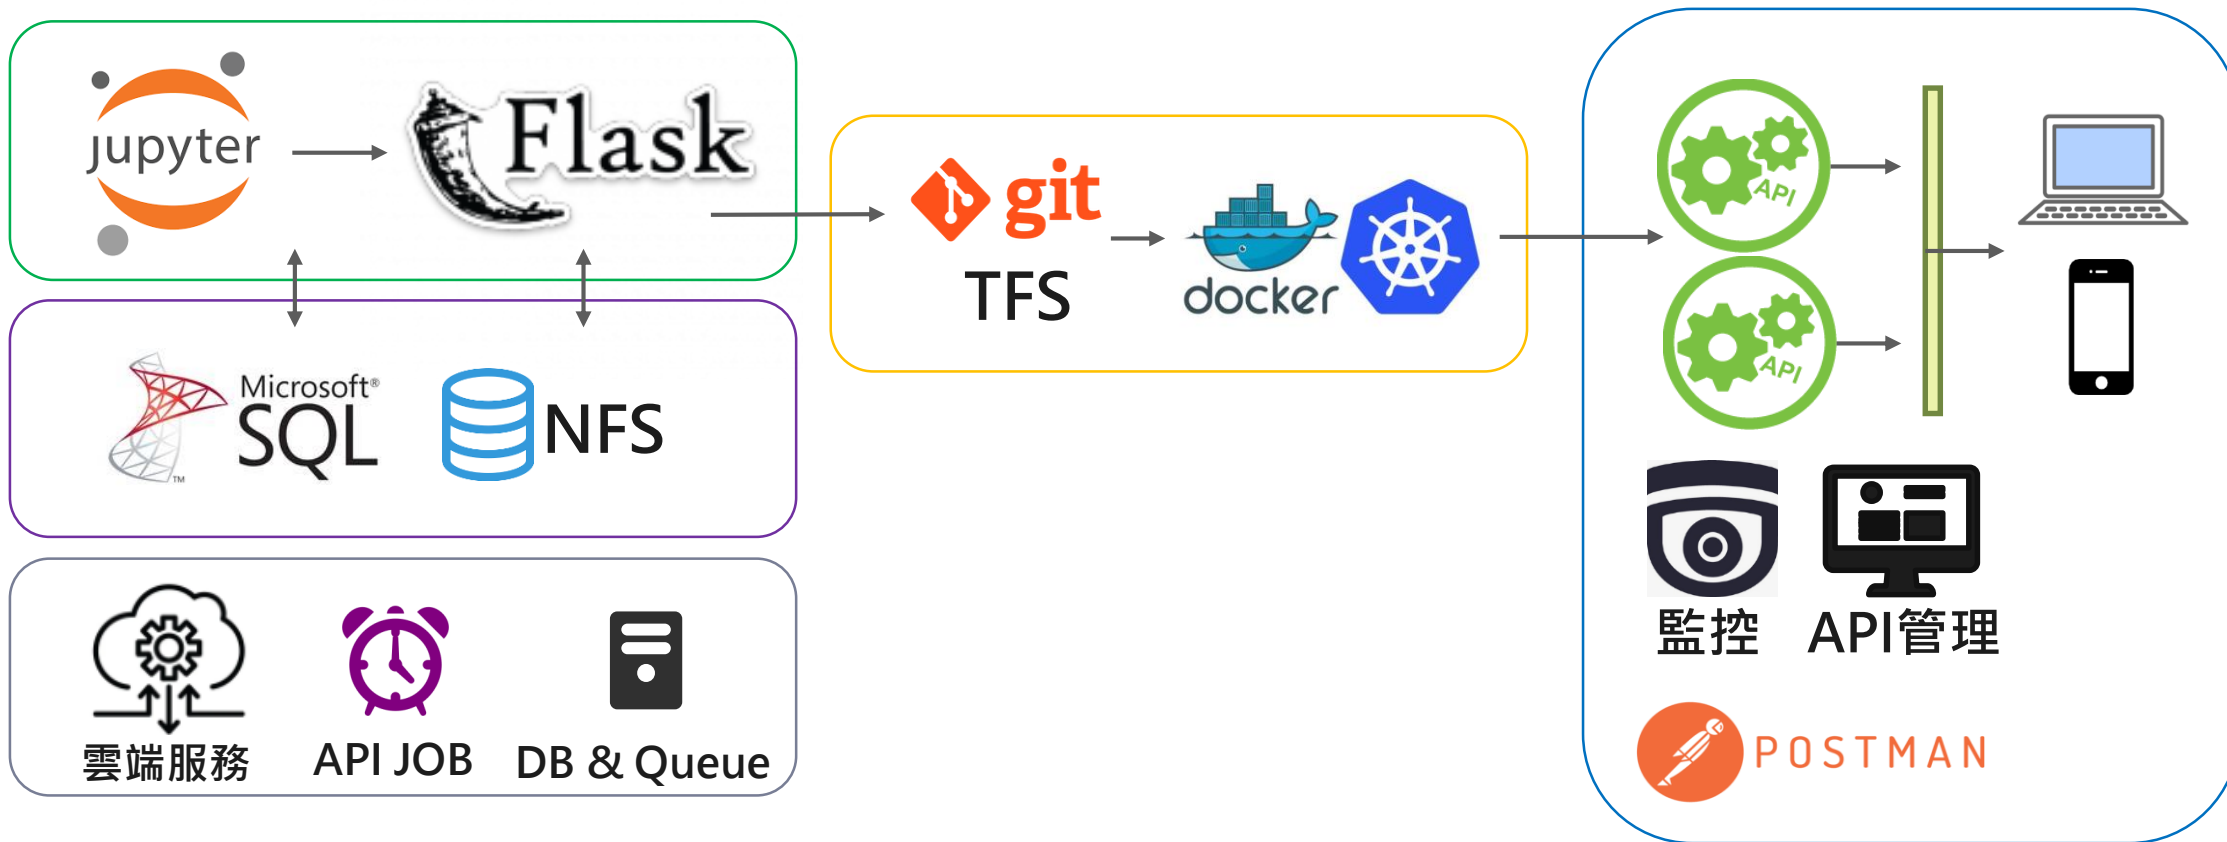 jupyter
Flask
git
TFS
docker
API
API
Microsoft®
SQL
TM
NFS
監控
API管理
POSTMAN
雲端服務
API JOB
DB & Queue